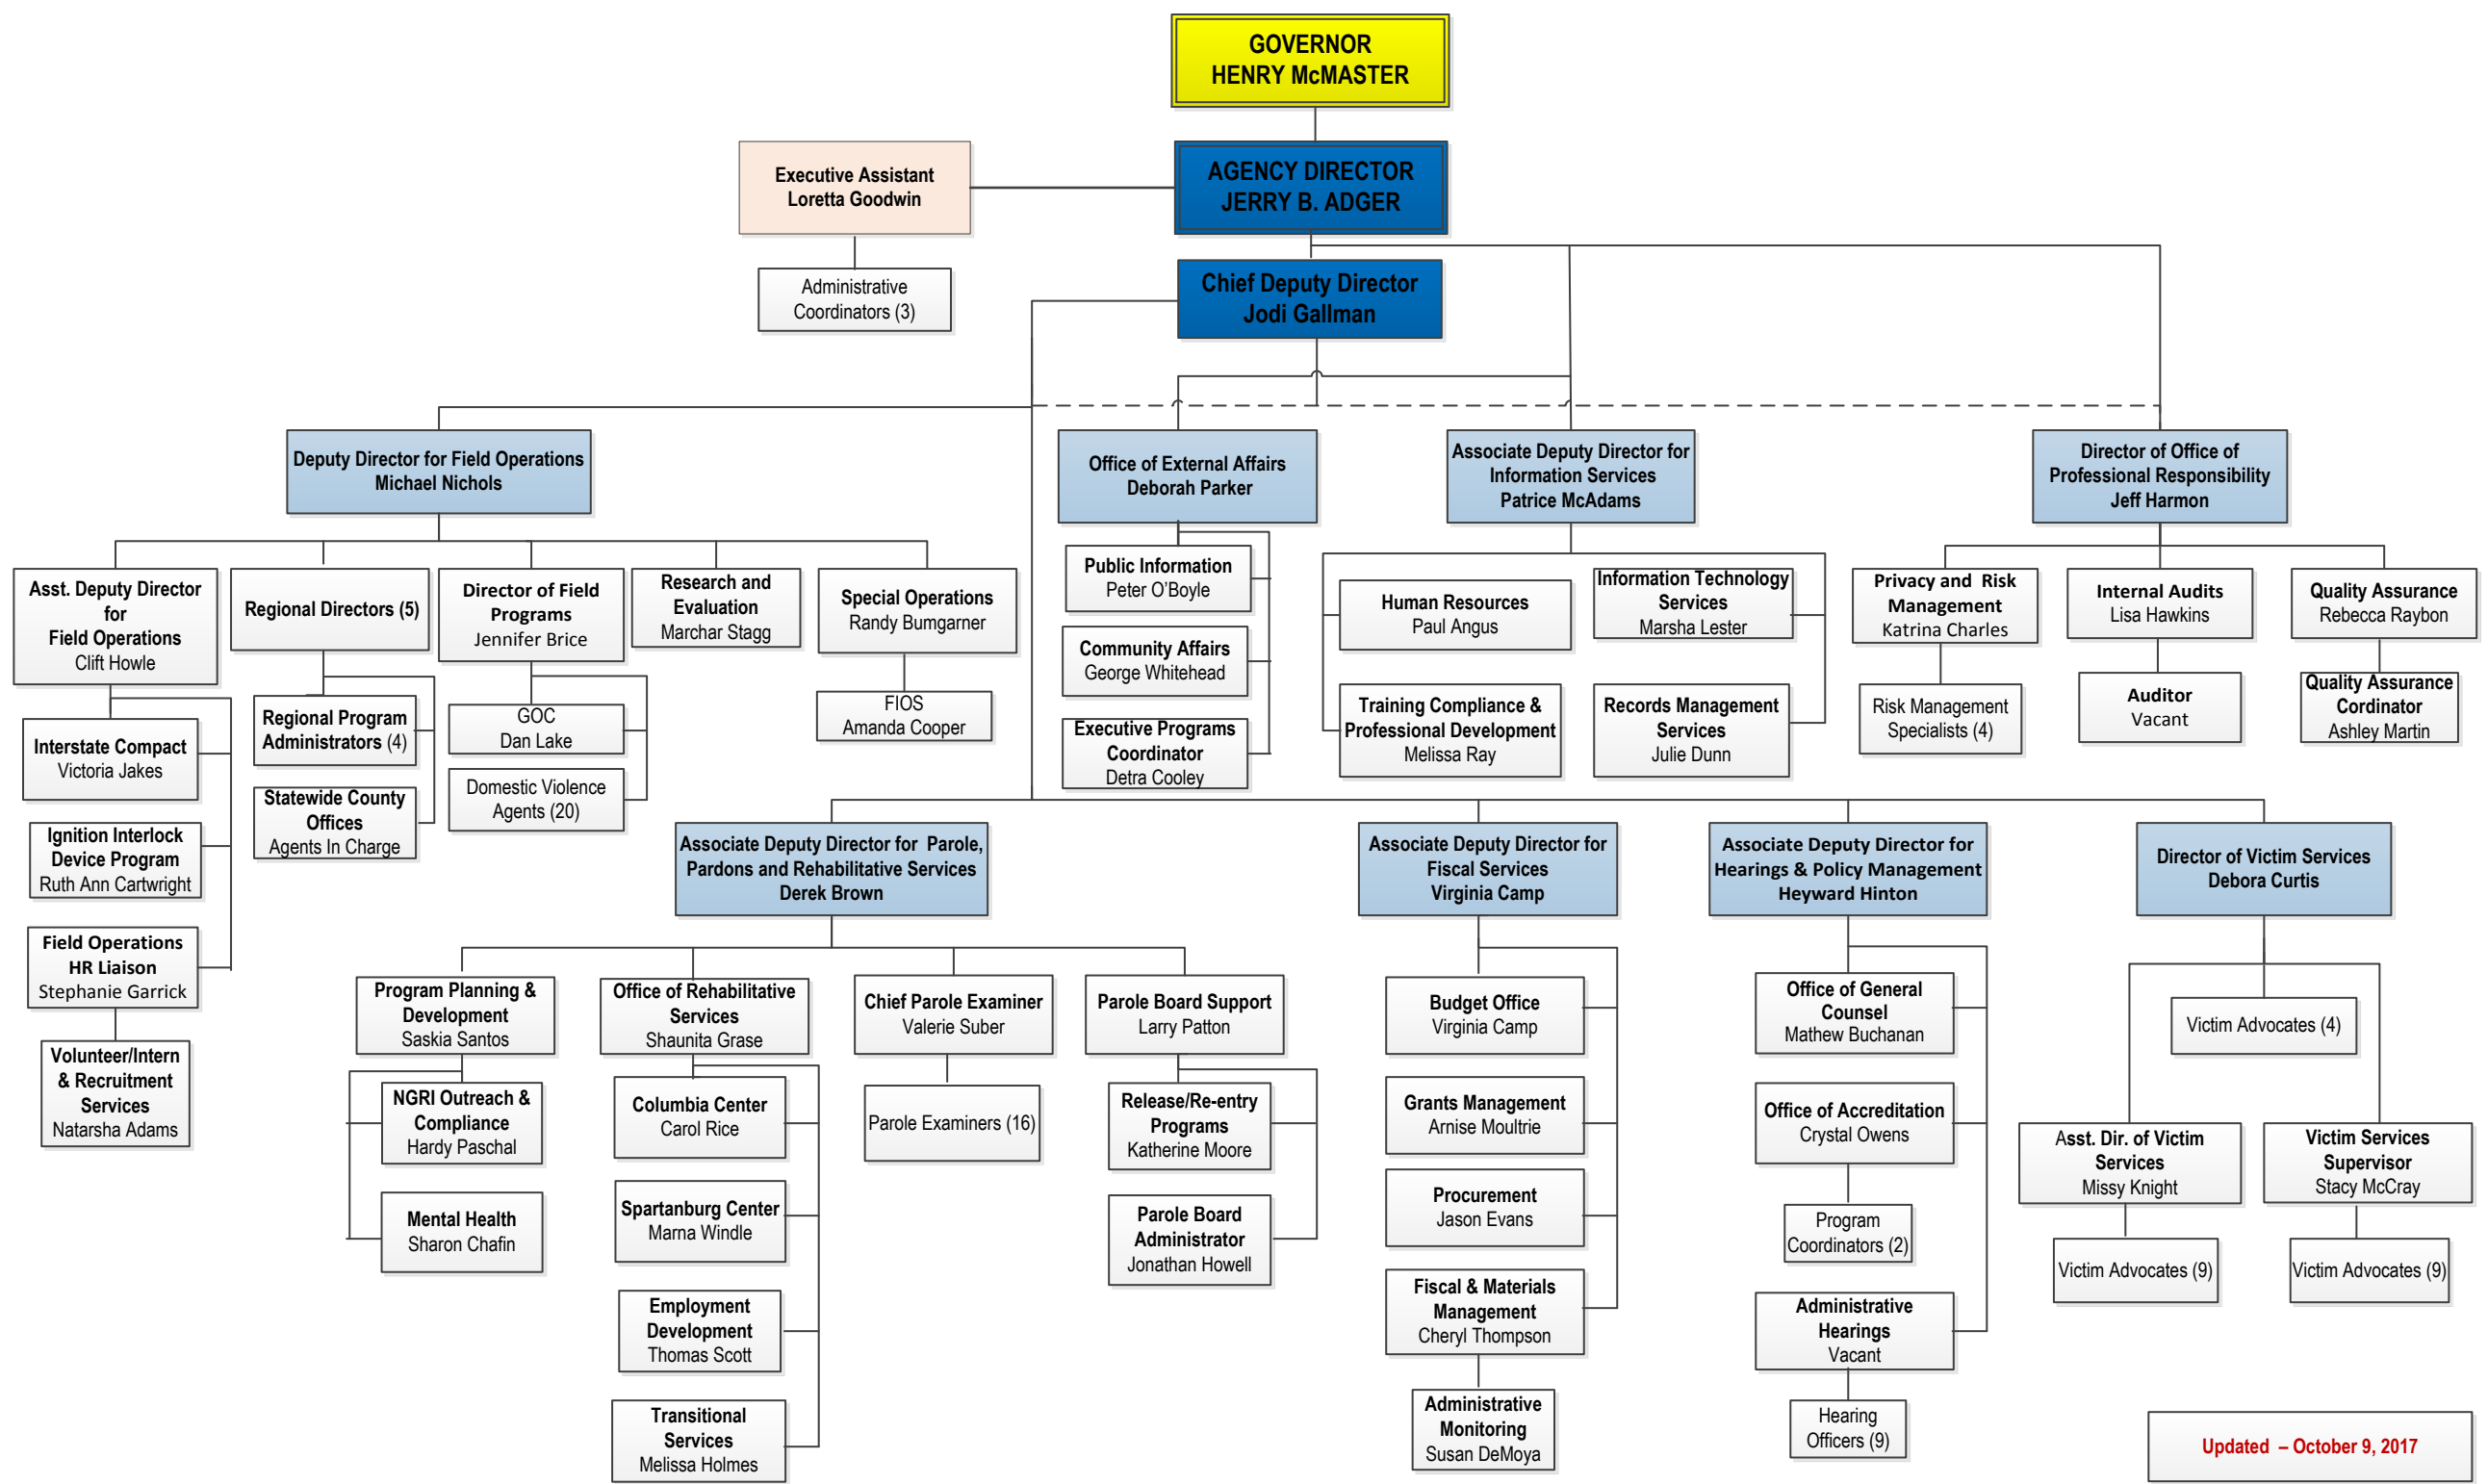 GOVERNOR
HENRY McMASTER
Executive Assistant
Loretta Goodwin
AGENCY DIRECTOR
JERRY B. ADGER
Administrative
Coordinators (3)
Chief Deputy Director
Jodi Gallman
Deputy Director for Field Operations
Michael Nichols
Office of External Affairs
Deborah Parker
Associate Deputy Director for
Information Services
Patrice McAdams
Director of Office of
Professional Responsibility
Jeff Harmon
Asst. Deputy Director
for
Field Operations
Clift Howle
Regional Directors (5)
Director of Field
Programs
Jennifer Brice
Research and
Evaluation
Marchar Stagg
Special Operations
Randy Bumgarner
Public Information
Peter O’Boyle
Human Resources
Paul Angus
Information Technology
Services
Marsha Lester
Privacy and Risk
Management
Katrina Charles
Internal Audits
Lisa Hawkins
Quality Assurance
Rebecca Raybon
Interstate Compact
Victoria Jakes
Regional Program
Administrators (4)
GOC
Dan Lake
FIOS
Amanda Cooper
Community Affairs
George Whitehead
Training Compliance &
Professional Development
Melissa Ray
Records Management
Services
Julie Dunn
Risk Management
Specialists (4)
Auditor
Vacant
Quality Assurance
Cordinator
Ashley Martin
Ignition Interlock
Device Program
Ruth Ann Cartwright
Statewide County
Offices
Agents In Charge
Domestic Violence
Agents (20)
Executive Programs
Coordinator
Detra Cooley
Field Operations
HR Liaison
Stephanie Garrick
Volunteer/Intern
& Recruitment
Services
Natarsha Adams
Associate Deputy Director for Parole,
Pardons and Rehabilitative Services
Derek Brown
Associate Deputy Director for
Fiscal Services
Virginia Camp
Associate Deputy Director for
Hearings & Policy Management
Heyward Hinton
Director of Victim Services
Debora Curtis
Program Planning &
Development
Saskia Santos
Office of Rehabilitative
Services
Shaunita Grase
Chief Parole Examiner
Valerie Suber
Parole Board Support
Larry Patton
Budget Office
Virginia Camp
Office of General
Counsel
Mathew Buchanan
Victim Advocates (4)
NGRI Outreach &
Compliance
Hardy Paschal
Columbia Center
Carol Rice
Parole Examiners (16)
Release/Re-entry
Programs
Katherine Moore
Grants Management
Arnise Moultrie
Office of Accreditation
Crystal Owens
Asst. Dir. of Victim
Services
Missy Knight
Victim Services
Supervisor
Stacy McCray
Mental Health
Sharon Chafin
Spartanburg Center
Marna Windle
Parole Board
Administrator
Jonathan Howell
Procurement
Jason Evans
Program
Coordinators (2)
Victim Advocates (9)
Victim Advocates (9)
Employment
Development
Thomas Scott
Fiscal & Materials
Management
Cheryl Thompson
Administrative
Hearings
Vacant
Transitional
Services
Melissa Holmes
Administrative
Monitoring
Susan DeMoya
Hearing
Officers (9)
Updated – October 9, 2017